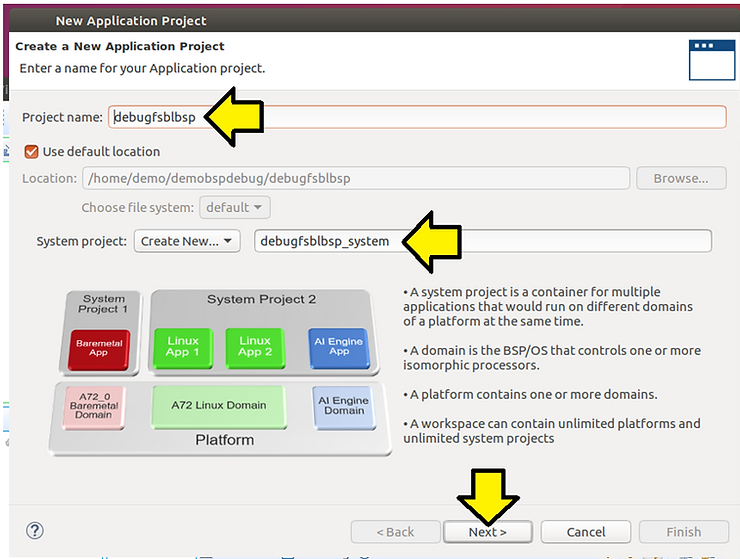 New Application Project
Create a New Application Project
Enter a name for your Application project.
Project name: debugfsblbsp
Use default location
Location: /home/demo/demobspdebug/debugfsblbsp Browse...
Choose file system: default
System project: Create New... debugfsblbsp_system
System
Project 1
System Project 2
Baremetal
App
Linux
App 1
Linux
App 2
AI Engine
App
A72_0
Baremetal
Domain
A72 Linux Domain
AI Engine
Domain
Platform
• A system project is a container for multiple
applications that would run on different domains
of a platform at the same time.
• A domain is the BSP/OS that controls one or more
isomorphic processors.
• A platform contains one or more domains.
• A workspace can contain unlimited platforms and
unlimited system projects
? < Back Next > Cancel Finish